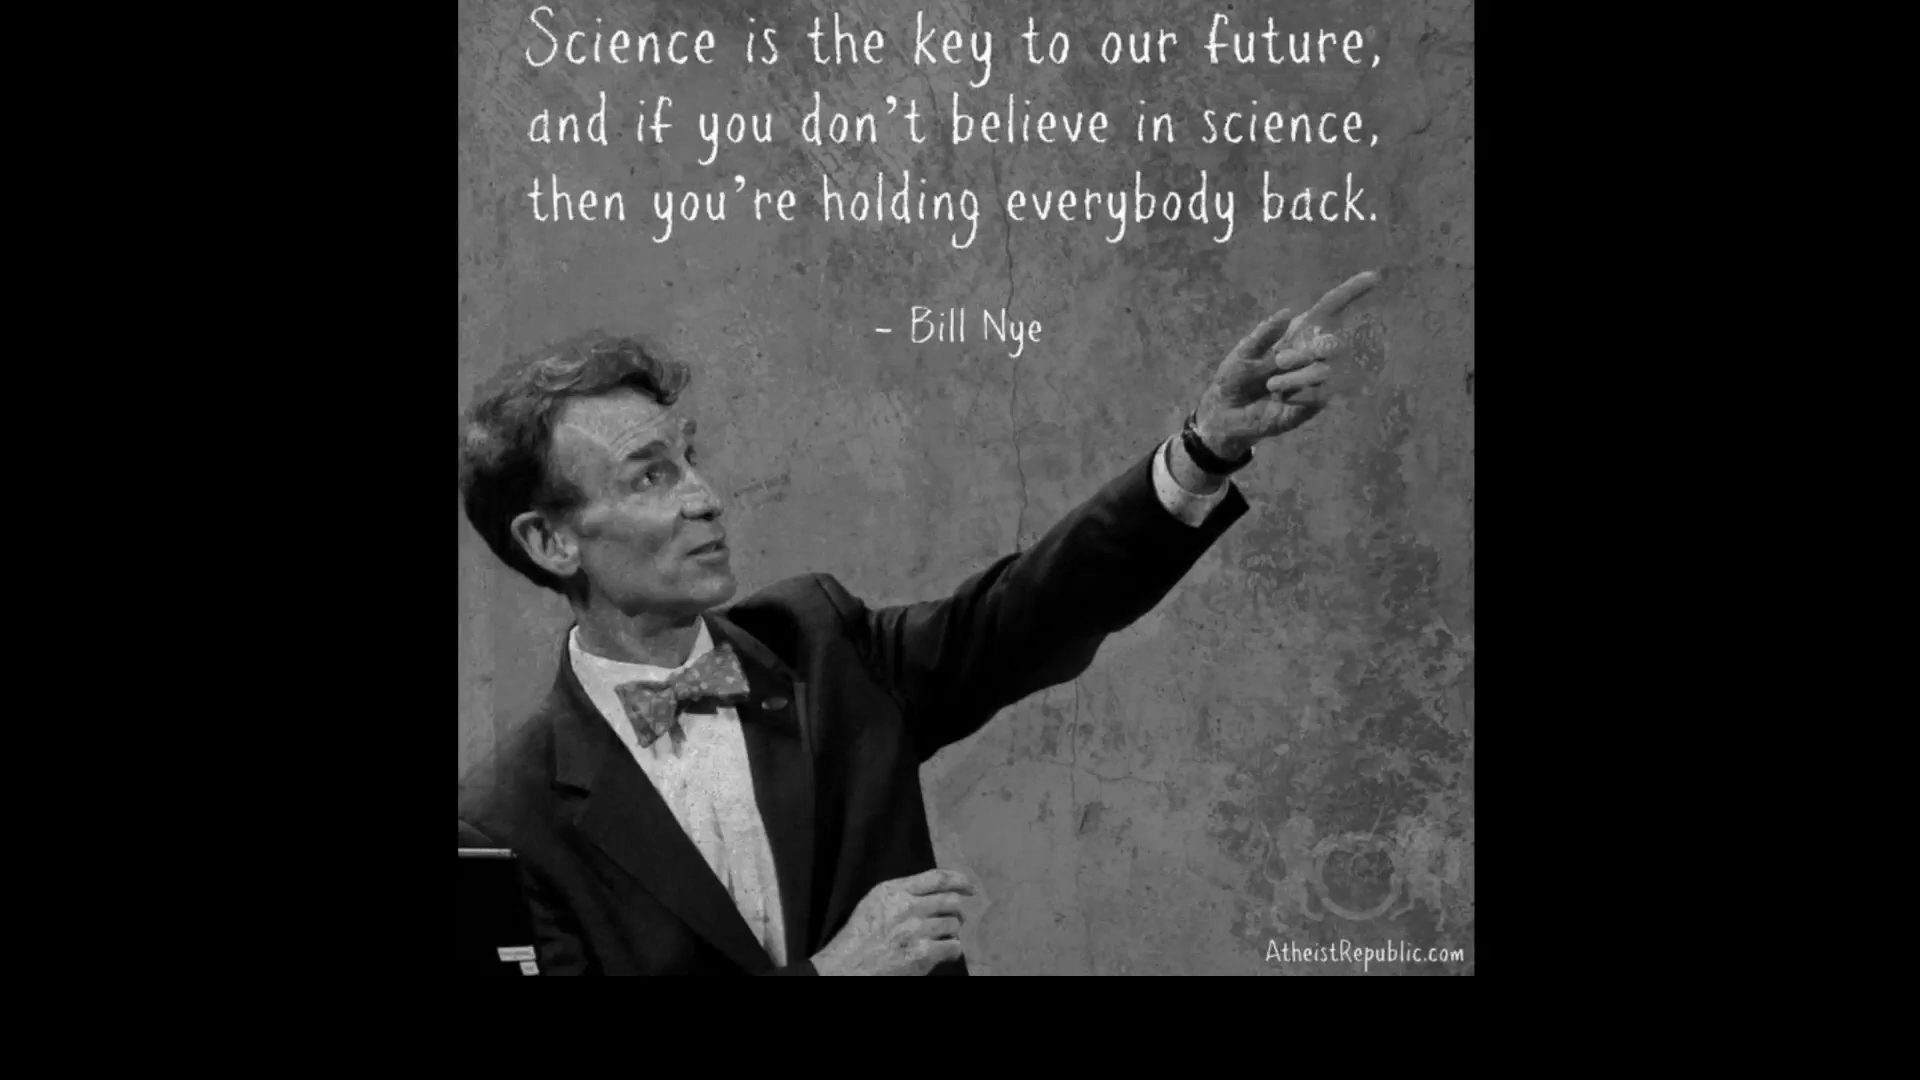 Science is the key to our future,
and if you don't believe in science,
then you're holding everybody back.
- Bill Nye
AtheistRepublic.com